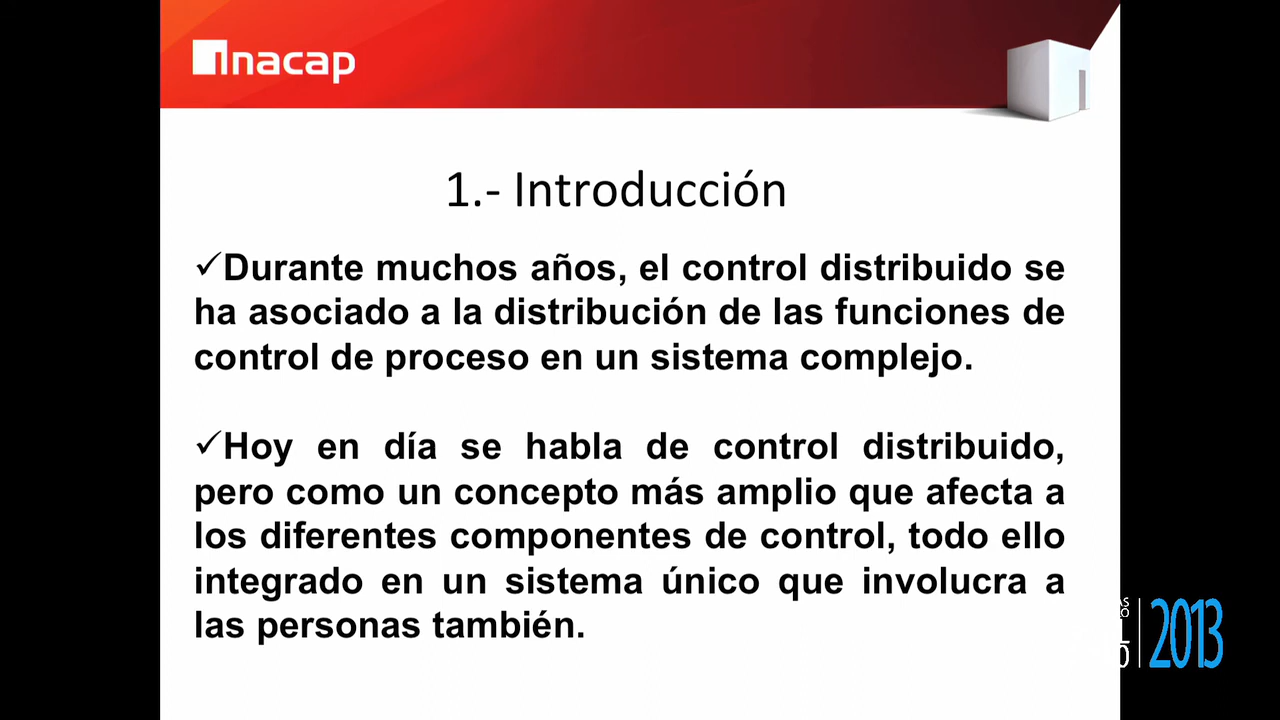 Inacap
1.- Introducción
✓Durante muchos años, el control distribuido se
ha asociado a la distribución de las funciones de
control de proceso en un sistema complejo.
✓Hoy en día se habla de control distribuido,
pero como un concepto más amplio que afecta a
los diferentes componentes de control, todo ello
integrado en un sistema único que involucra a
las personas también.
2013